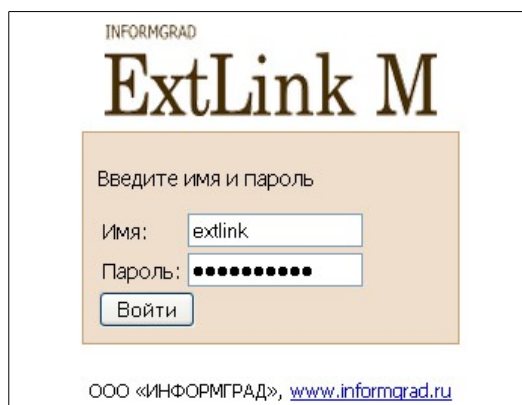 INFORMGRAD
ExtLink M
Введите имя и пароль
Имя: extlink
Пароль: ●●●●●●●●●●
Войти
ООО «ИНФОРМГРАД», www.informgrad.ru